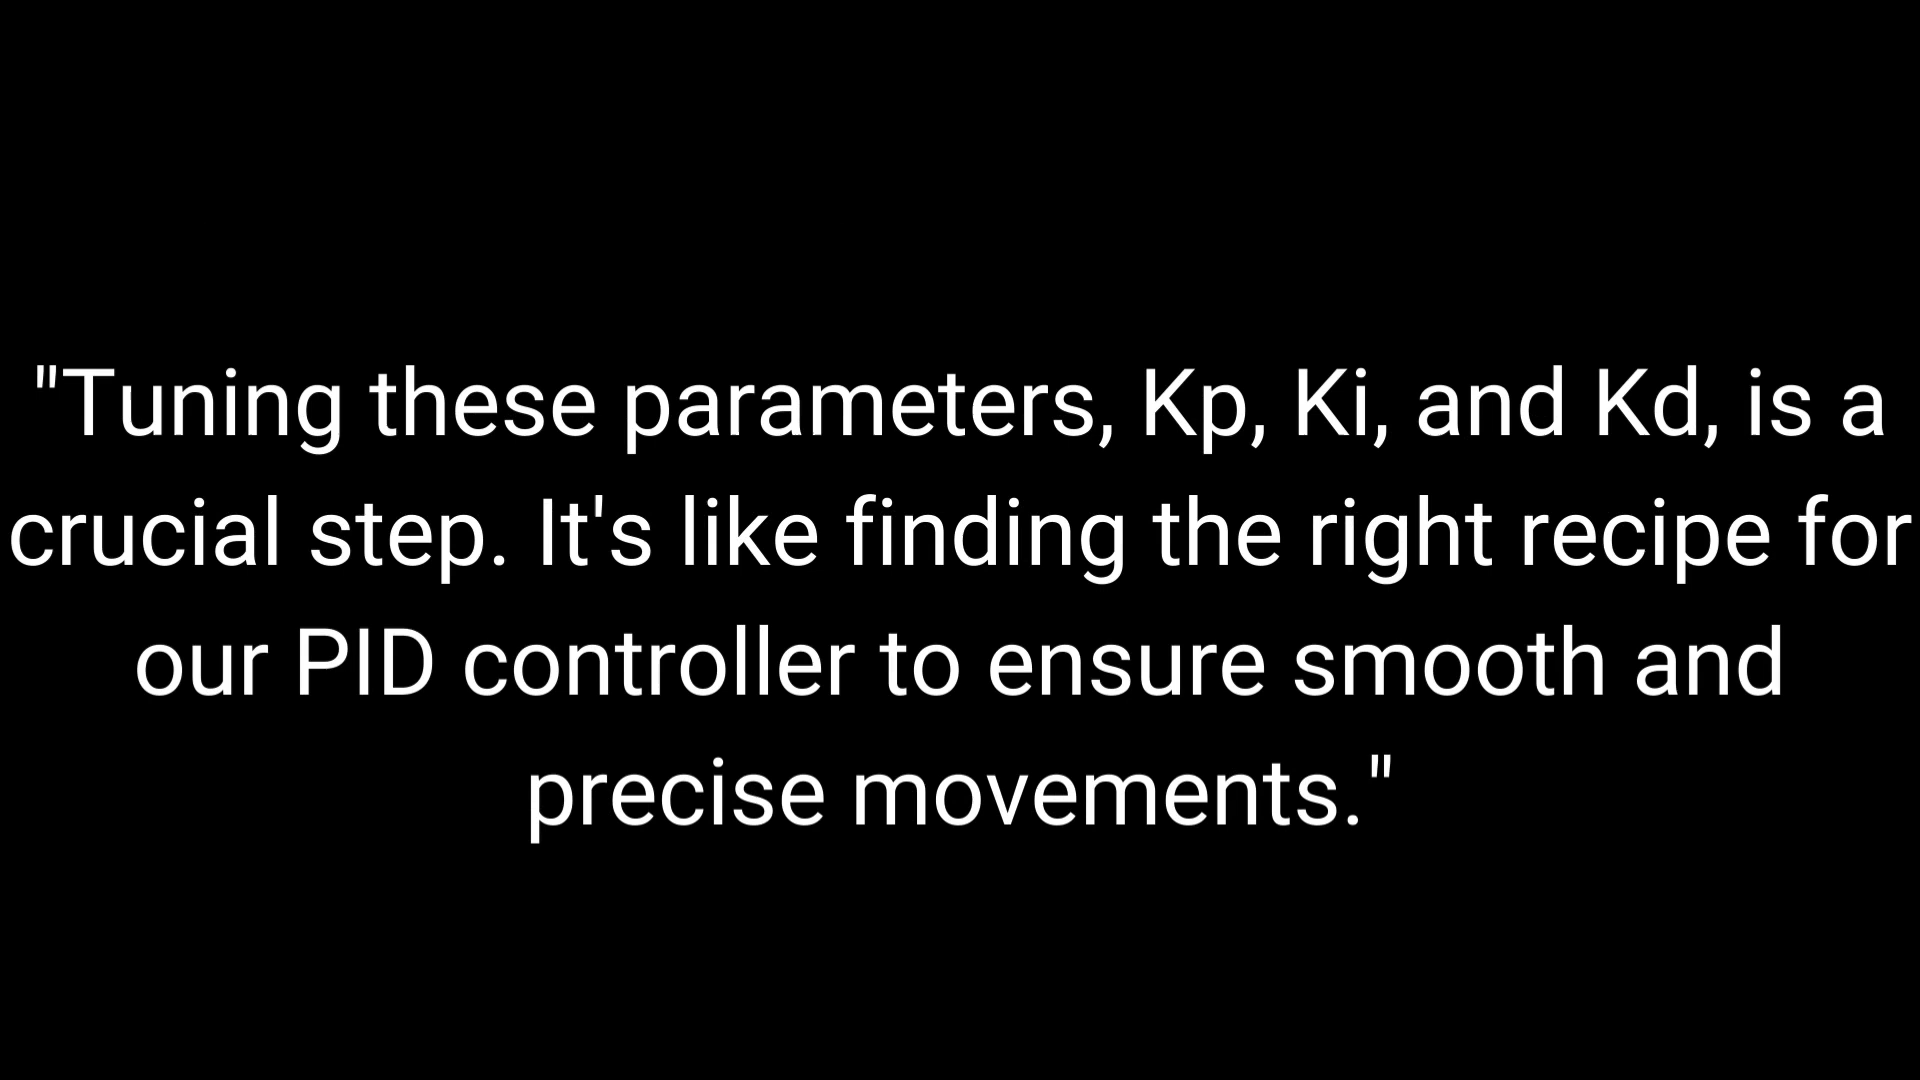 "Tuning these parameters, Kp, Ki, and Kd, is a
crucial step. It's like finding the right recipe for
our PID controller to ensure smooth and
precise movements."